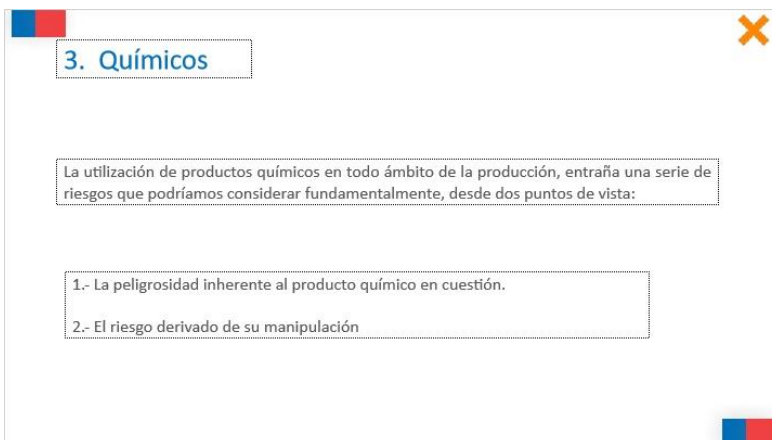 3. Químicos
La utilización de productos químicos en todo ámbito de la producción, entraña una serie de
riesgos que podríamos considerar fundamentalmente, desde dos puntos de vista:
1.- La peligrosidad inherente al producto químico en cuestión.
2.- El riesgo derivado de su manipulación